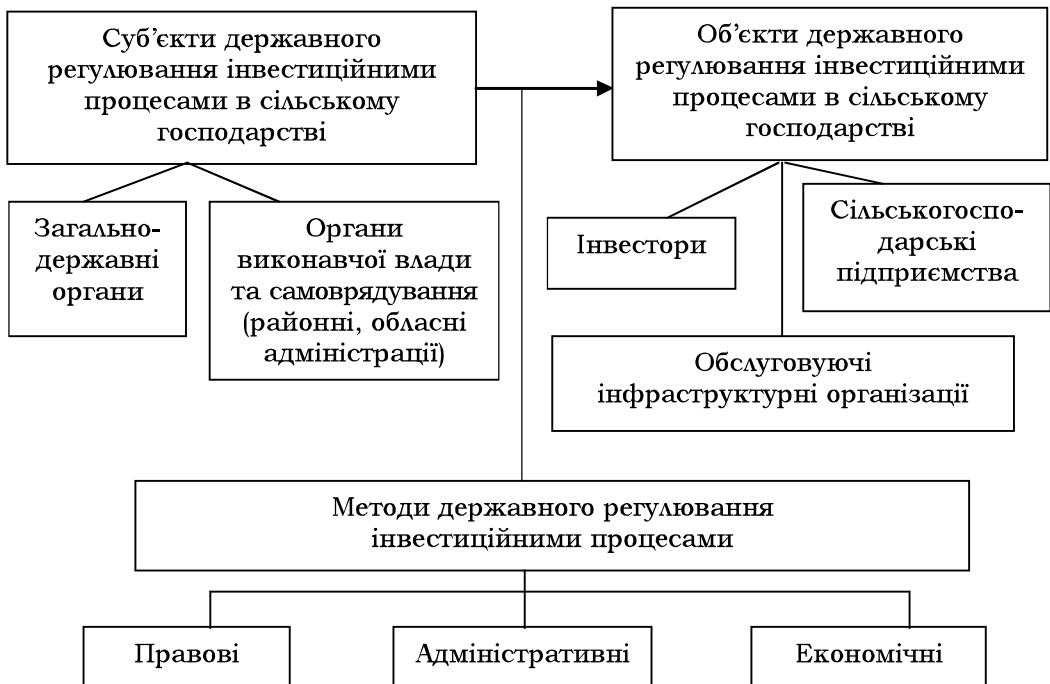 Суб’єкти державного
регулювання інвестиційними
процесами в сільському
господарстві
Об’єкти державного
регулювання інвестиційними
процесами в сільському
господарстві
Загально-
державні
органи
Органи
виконавчої влади
та самоврядування
(районні, обласні
адміністрації)
Інвестори
Сільськогоспо-
дарські
підприємства
Обслуговуючі
інфраструктурні організації
Методи державного регулювання
інвестиційними процесами
Правові
Адміністративні
Економічні